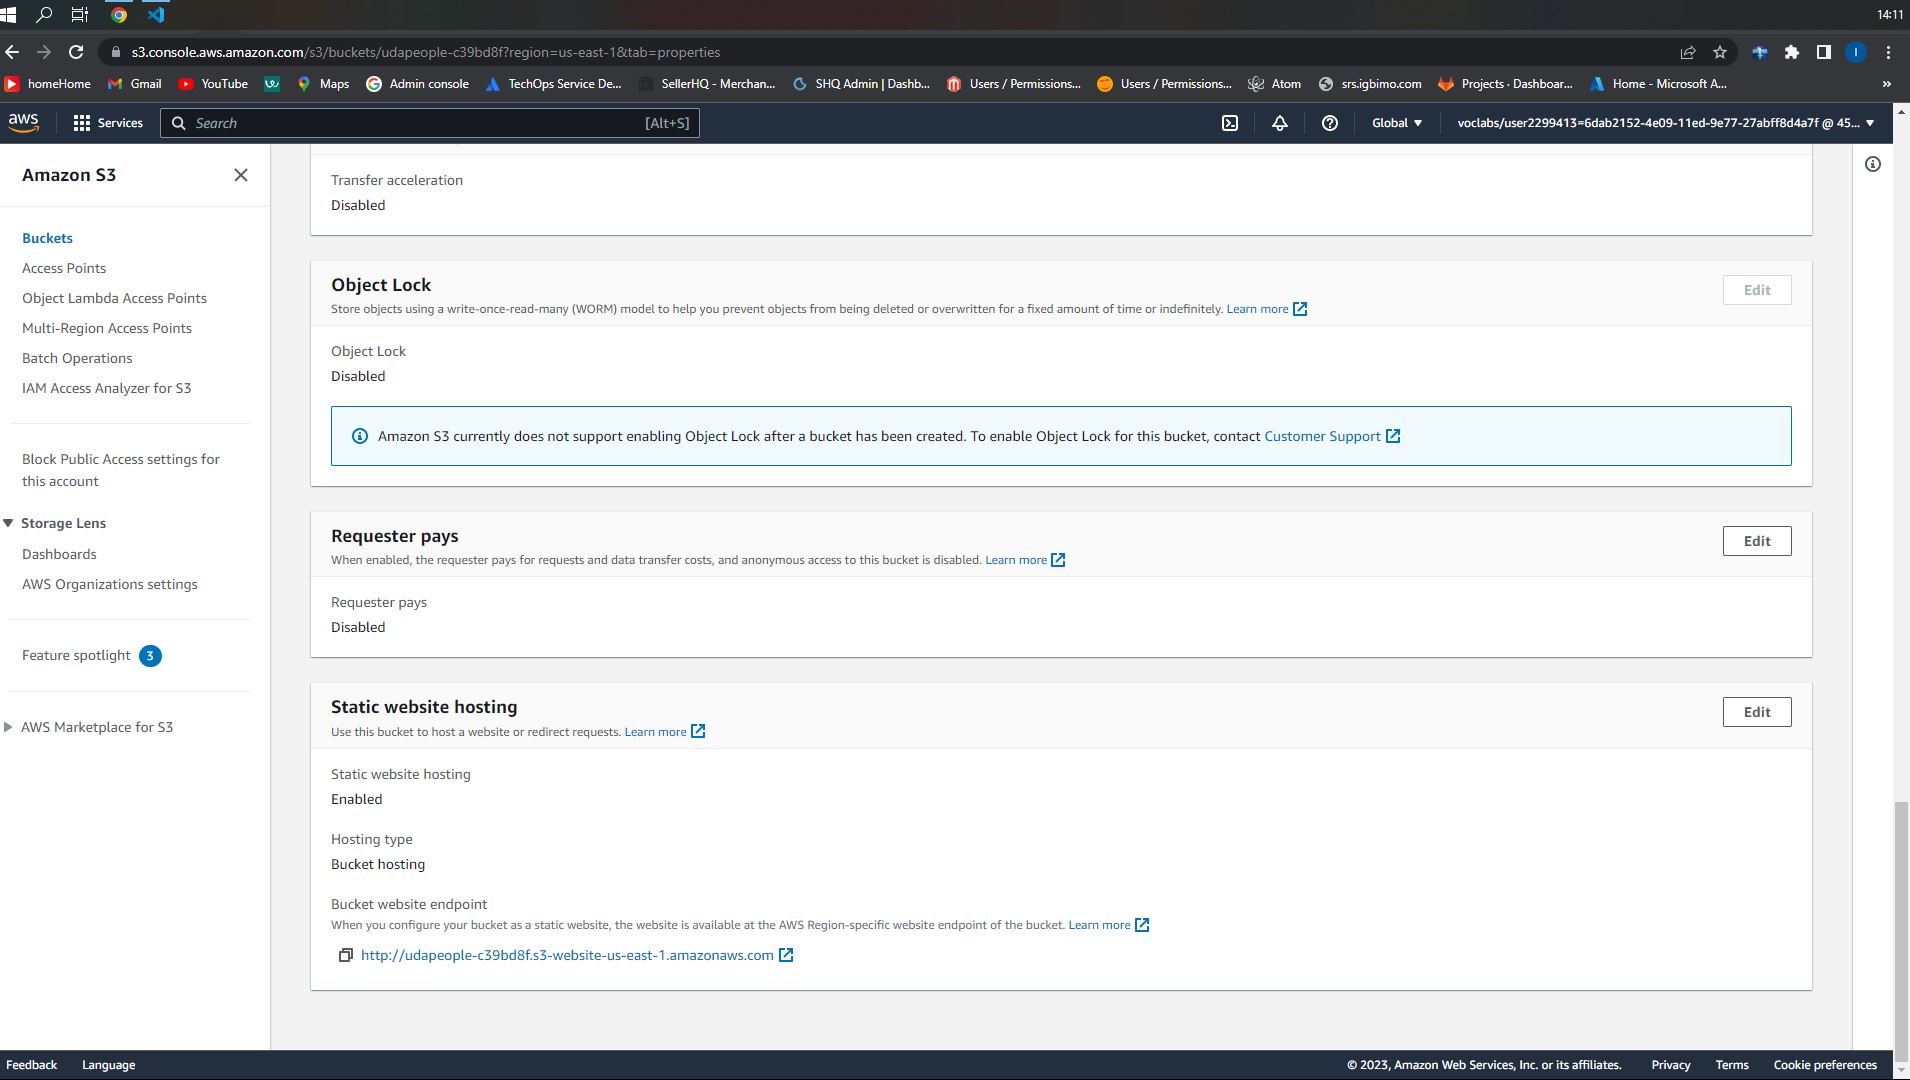 14:11
s3.console.aws.amazon.com/s3/buckets/udapeople-c39bd8f?region=us-east-1&tab=properties
I
homeHome Gmail YouTube Maps Admin console TechOps Service De... SellerHQ - Merchan... SHQ Admin | Dashb... Users / Permissions... Users / Permissions... Atom srs.igbimo.com Projects · Dashboar... Home - Microsoft A... »
aws Services Search [Alt+S] Global voclabs/user2299413=6dab2152-4e09-11ed-9e77-27abff8d4a7f @ 45...
Amazon S3
Buckets
Access Points
Object Lambda Access Points
Multi-Region Access Points
Batch Operations
IAM Access Analyzer for S3
Block Public Access settings for
this account
Storage Lens
Dashboards
AWS Organizations settings
Feature spotlight 3
AWS Marketplace for S3
Transfer acceleration
Disabled
Object Lock
Edit
Store objects using a write-once-read-many (WORM) model to help you prevent objects from being deleted or overwritten for a fixed amount of time or indefinitely. Learn more
Object Lock
Disabled
Amazon S3 currently does not support enabling Object Lock after a bucket has been created. To enable Object Lock for this bucket, contact Customer Support
Requester pays
Edit
When enabled, the requester pays for requests and data transfer costs, and anonymous access to this bucket is disabled. Learn more
Requester pays
Disabled
Static website hosting
Edit
Use this bucket to host a website or redirect requests. Learn more
Static website hosting
Enabled
Hosting type
Bucket hosting
Bucket website endpoint
When you configure your bucket as a static website, the website is available at the AWS Region-specific website endpoint of the bucket. Learn more
http://udapeople-c39bd8f.s3-website-us-east-1.amazonaws.com
Feedback Language © 2023, Amazon Web Services, Inc. or its affiliates. Privacy Terms Cookie preferences